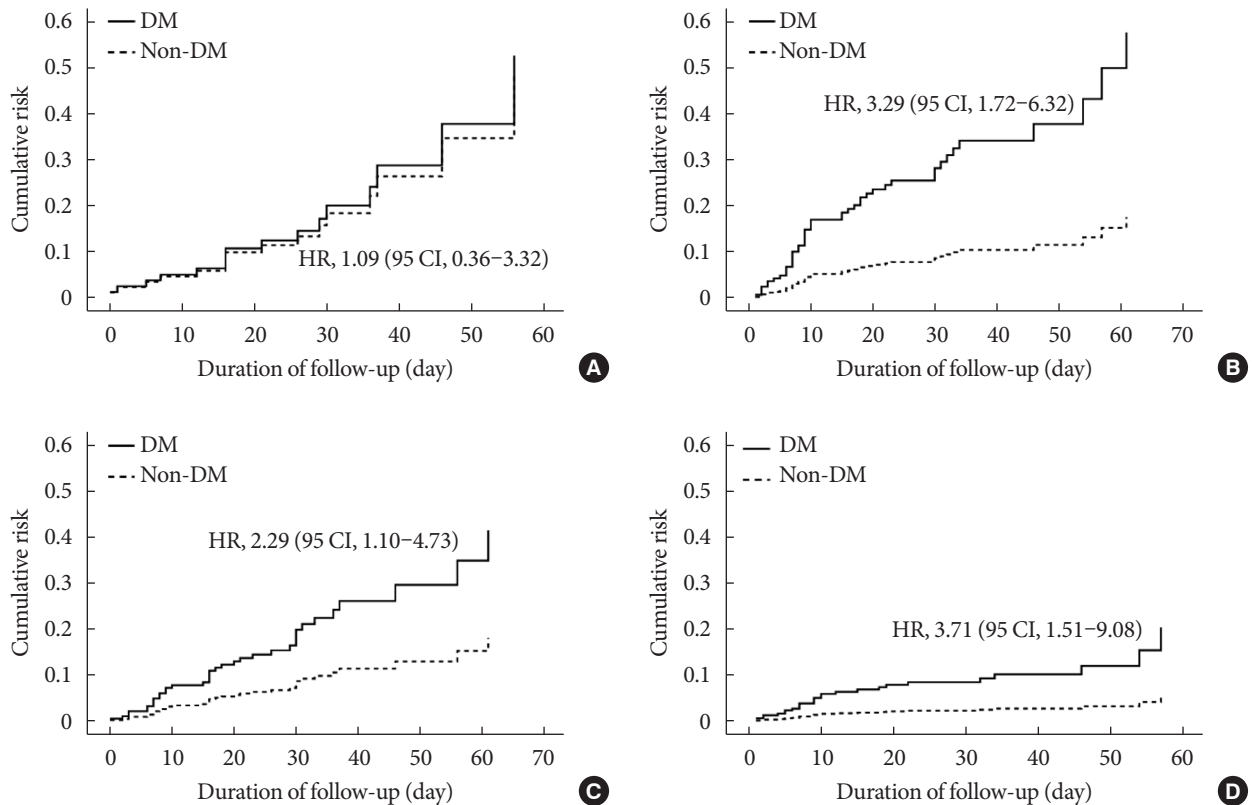 0.6
DM
Non-DM
0.5
0.4
0.3
0.2
0.1
HR, 1.09 (95 CI, 0.36−3.32)
0
Cumulative risk
0 10 20 30 40 50 60
Duration of follow-up (day)
A
0.6
DM
Non-DM
0.5
HR, 3.29 (95 CI, 1.72−6.32)
0.4
0.3
0.2
0.1
0
Cumulative risk
0 10 20 30 40 50 60 70
Duration of follow-up (day)
B
0.6
DM
Non-DM
0.5
0.4
HR, 2.29 (95 CI, 1.10−4.73)
0.3
0.2
0.1
0
Cumulative risk
0 10 20 30 40 50 60 70
Duration of follow-up (day)
C
0.6
DM
Non-DM
0.5
0.4
0.3
0.2
HR, 3.71 (95 CI, 1.51−9.08)
0.1
0
Cumulative risk
0 10 20 30 40 50 60
Duration of follow-up (day)
D